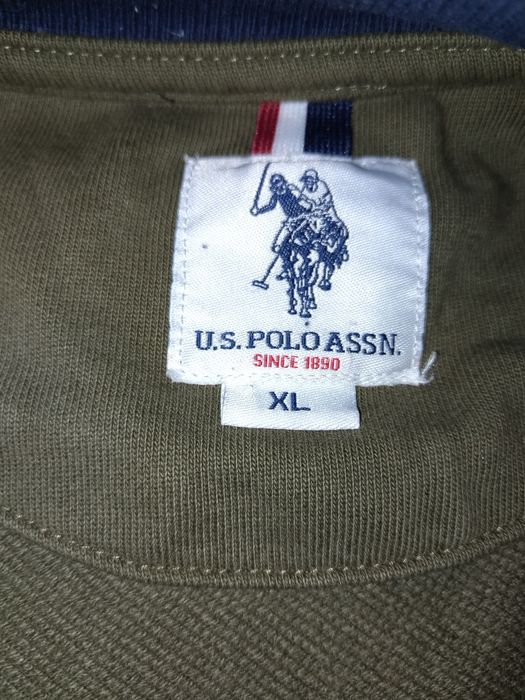 U.S. POLO ASSN.
SINCE 1890
XL